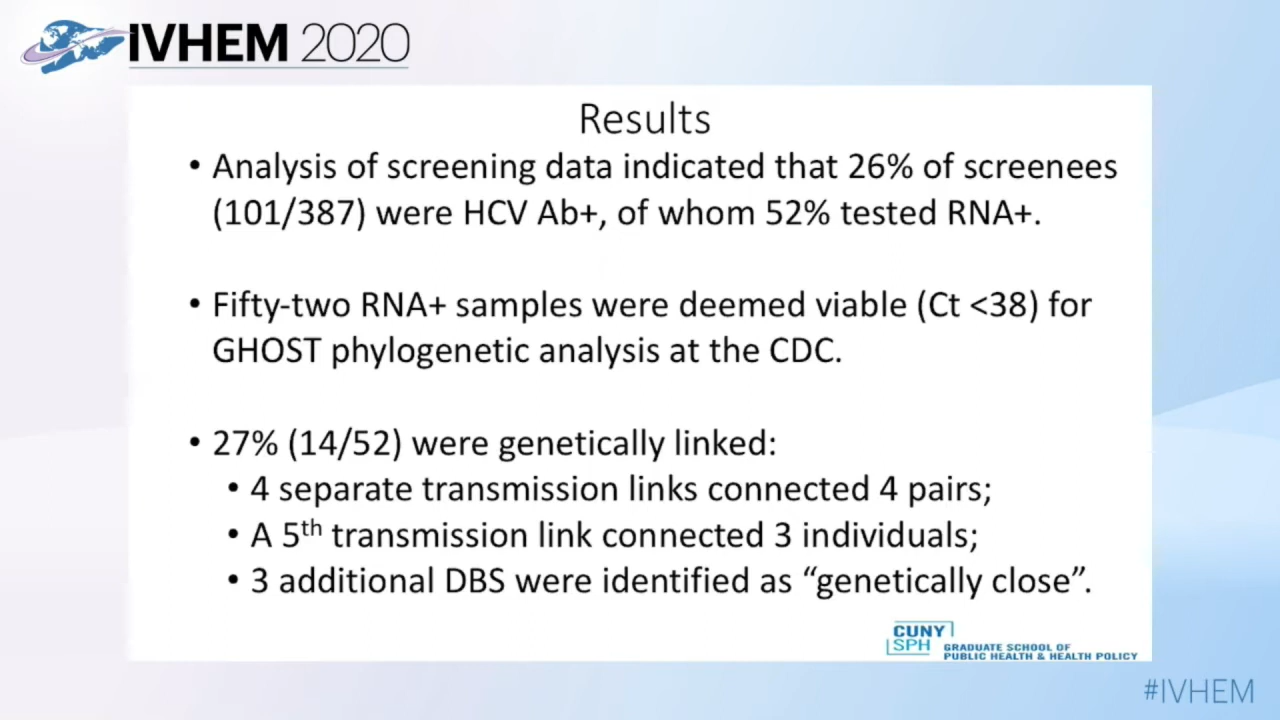 IVHEM 2020
Results
• Analysis of screening data indicated that 26% of screenees
(101/387) were HCV Ab+, of whom 52% tested RNA+.
• Fifty-two RNA+ samples were deemed viable (Ct <38) for
GHOST phylogenetic analysis at the CDC.
• 27% (14/52) were genetically linked:
• 4 separate transmission links connected 4 pairs;
• A 5th transmission link connected 3 individuals;
• 3 additional DBS were identified as “genetically close”.
CUNY
SPH
GRADUATE SCHOOL OF
PUBLIC HEALTH & HEALTH POLICY
#IVHEM